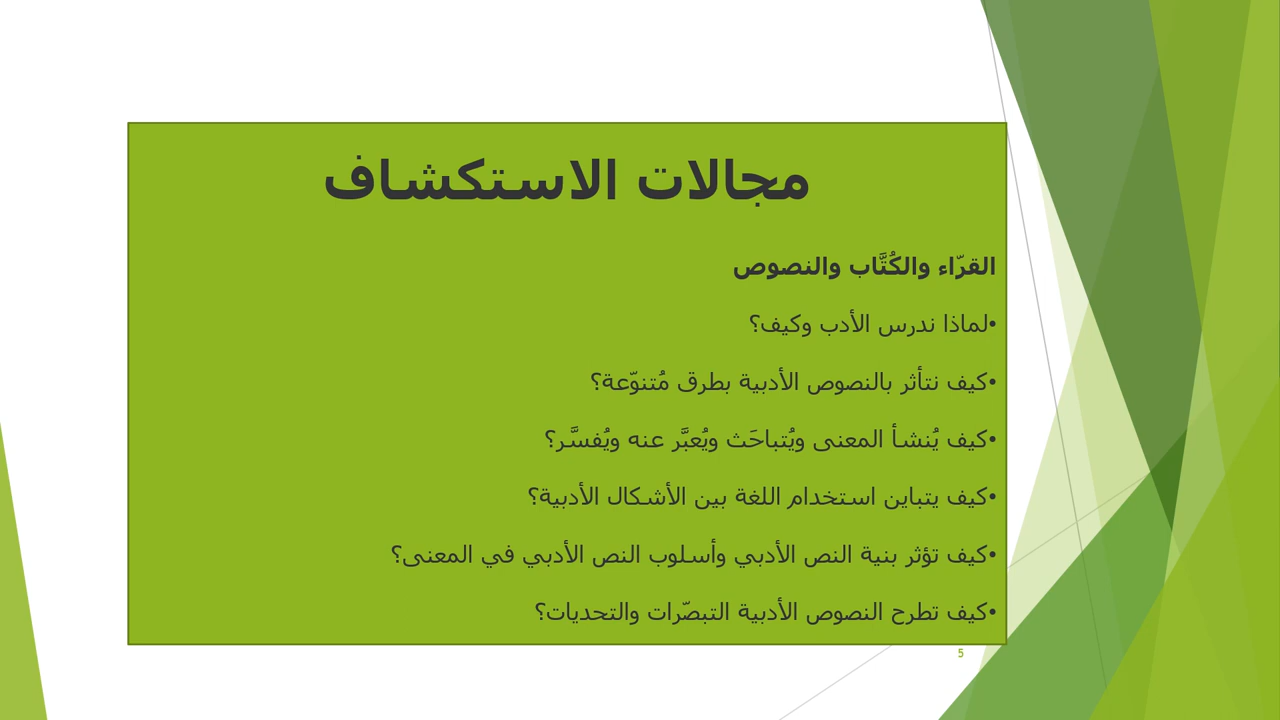 مجالات الاستكشاف
القرّاء والكُتَّاب والنصوص
•لماذا ندرس الأدب وكيف؟
•كيف نتأثر بالنصوص الأدبية بطرق مُتنوّعة؟
•كيف يُنشأ المعنى ويُتباحَث ويُعبَّر عنه ويُفسَّر؟
•كيف يتباين استخدام اللغة بين الأشكال الأدبية؟
•كيف تؤثر بنية النص الأدبي وأسلوب النص الأدبي في المعنى؟
•كيف تطرح النصوص الأدبية التبصّرات والتحديات؟
5